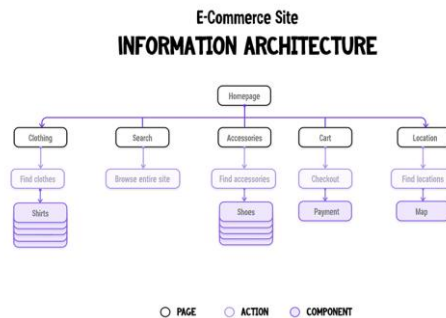 E-Commerce Site
INFORMATION ARCHITECTURE
Homepage
Clothing Search Accessories Cart Location
Find clothes Browse entire site Find accessories Checkout Find locations
Shirts Shoes Payment Map
PAGE ACTION COMPONENT